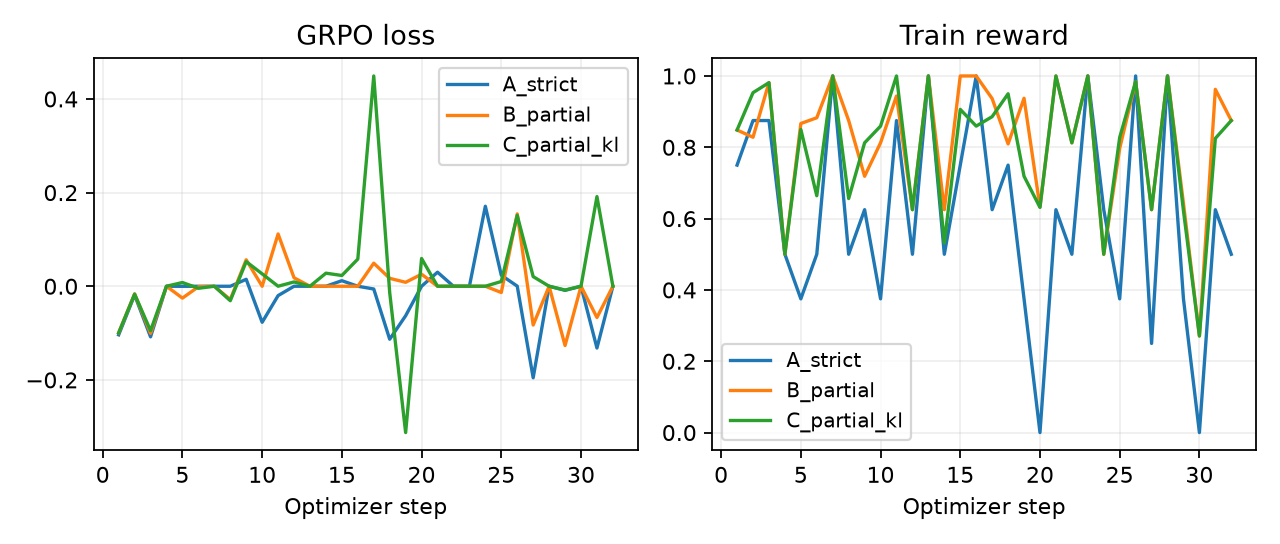 GRPO loss
0.4
0.2
0.0
−0.2
0
5
10
15
20
25
30
Optimizer step
A_strict
B_partial
C_partial_kl
Train reward
1.0
0.8
0.6
0.4
0.2
0.0
0
5
10
15
20
25
30
Optimizer step
A_strict
B_partial
C_partial_kl